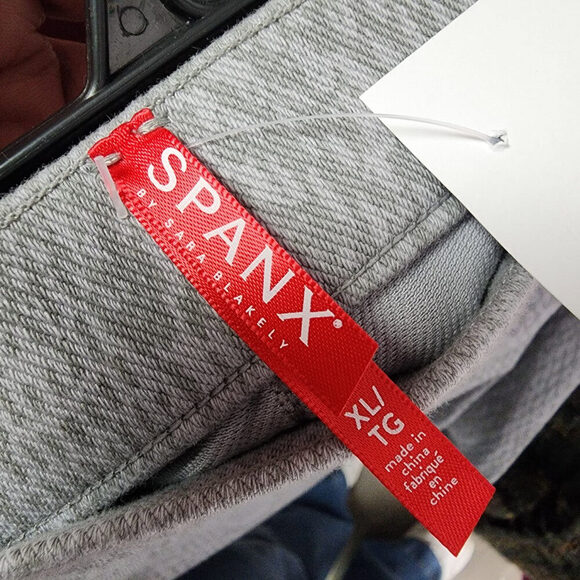 SPANX®
BY SARA BLAKELY
XL/
TG
made in
china
fabriqué
en
chine